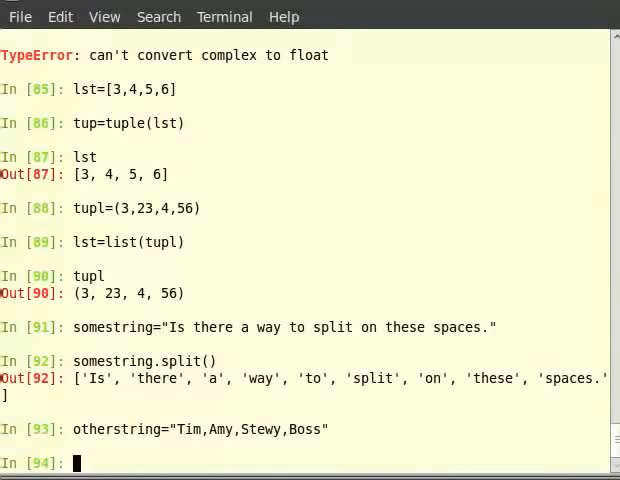 File Edit View Search Terminal Help
TypeError: can't convert complex to float
In [85]: lst=[3,4,5,6]
In [86]: tup=tuple(lst)
In [87]: lst
Out[87]: [3, 4, 5, 6]
In [88]: tupl=(3,23,4,56)
In [89]: lst=list(tupl)
In [90]: tupl
Out[90]: (3, 23, 4, 56)
In [91]: somestring="Is there a way to split on these spaces."
In [92]: somestring.split()
Out[92]: ['Is', 'there', 'a', 'way', 'to', 'split', 'on', 'these', 'spaces.'
]
In [93]: otherstring="Tim,Amy,Stewy,Boss"
In [94]: